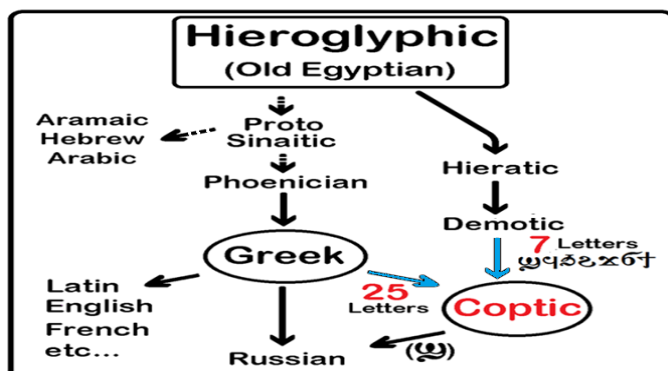 Hieroglyphic
(Old Egyptian)
Aramaic
Hebrew
Arabic
Proto
Sinaitic
Hieratic
Phoenician
Demotic
7 Letters
ϣϥϧϩϫϭϯ
Greek
25
Letters
Coptic
Latin
English
French
etc...
Russian
(Ϣ)